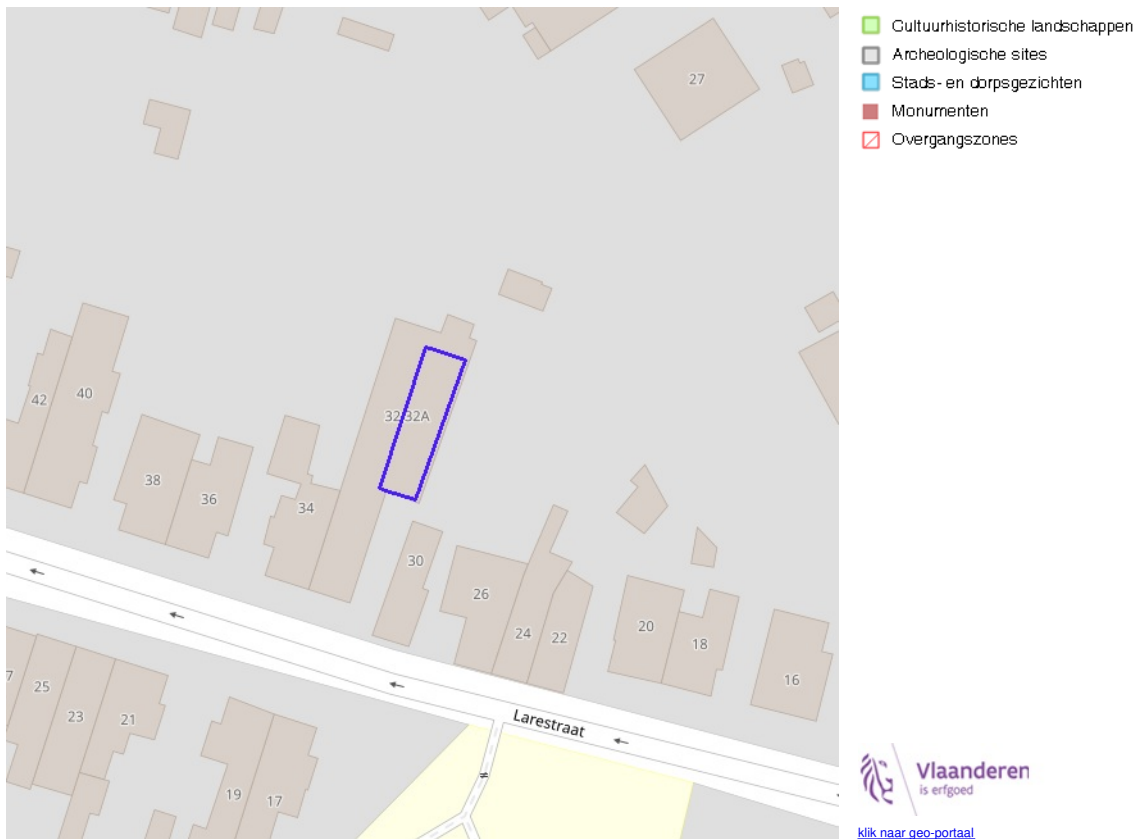 Cultuurhistorische landschappen
Archeologische sites
Stads- en dorpsgezichten
Monumenten
Overgangszones
27
42
40
32 32A
38
36
34
30
26
24
22
20
18
16
7
25
23
21
19
17
Larestraat
Vlaanderen
is erfgoed
klik naar geo-portaal